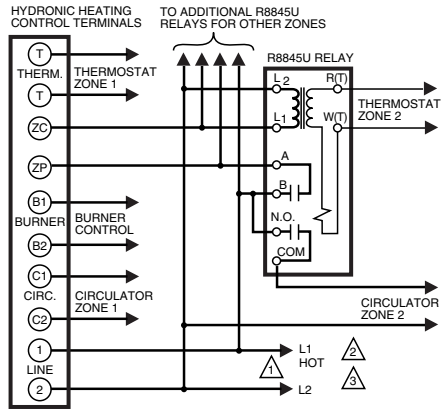 HYDRONIC HEATING
CONTROL TERMINALS
TO ADDITIONAL R8845U
RELAYS FOR OTHER ZONES
R8845U RELAY
T
THERM.
T
THERMOSTAT
ZONE 1
ZC
ZP
B1
BURNER
B2
BURNER
CONTROL
C1
CIRC.
C2
CIRCULATOR
ZONE 1
1
LINE
2
L2
R(T)
L1
W(T)
THERMOSTAT
ZONE 2
A
B
N.O.
COM
CIRCULATOR
ZONE 2
L1
HOT
1
2
3
L2